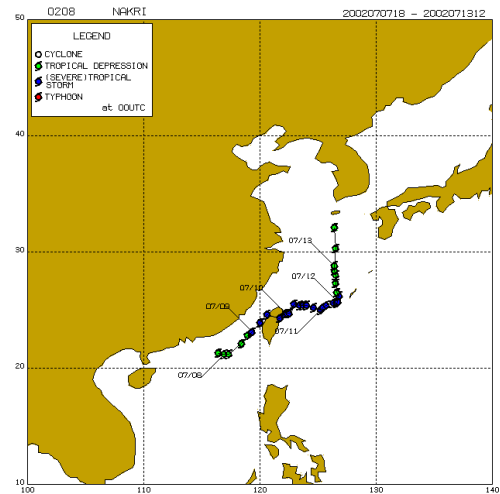 0208 NAKRI 2002070718 - 2002071312
LEGEND
CYCLONE
TROPICAL DEPRESSION
(SEVERE)TROPICAL
STORM
TYPHOON
at 00UTC
50
40
30
20
10
100 110 120 130 140
07/13
07/12
07/10
07/09
07/11
07/08